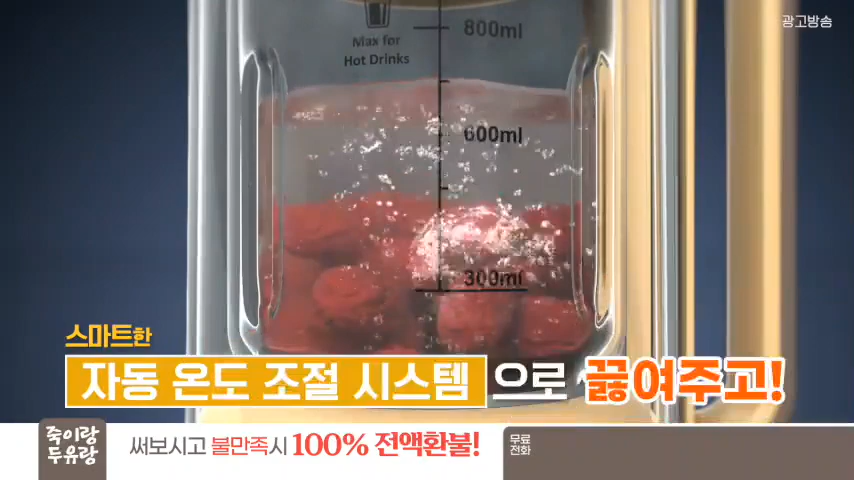 광고방송
Max for
Hot Drinks
800ml
600ml
300ml
스마트한
자동 온도 조절 시스템으로 끓여주고!
죽이랑
두유랑
써보시고 불만족시 100% 전액환불!
무료
전화